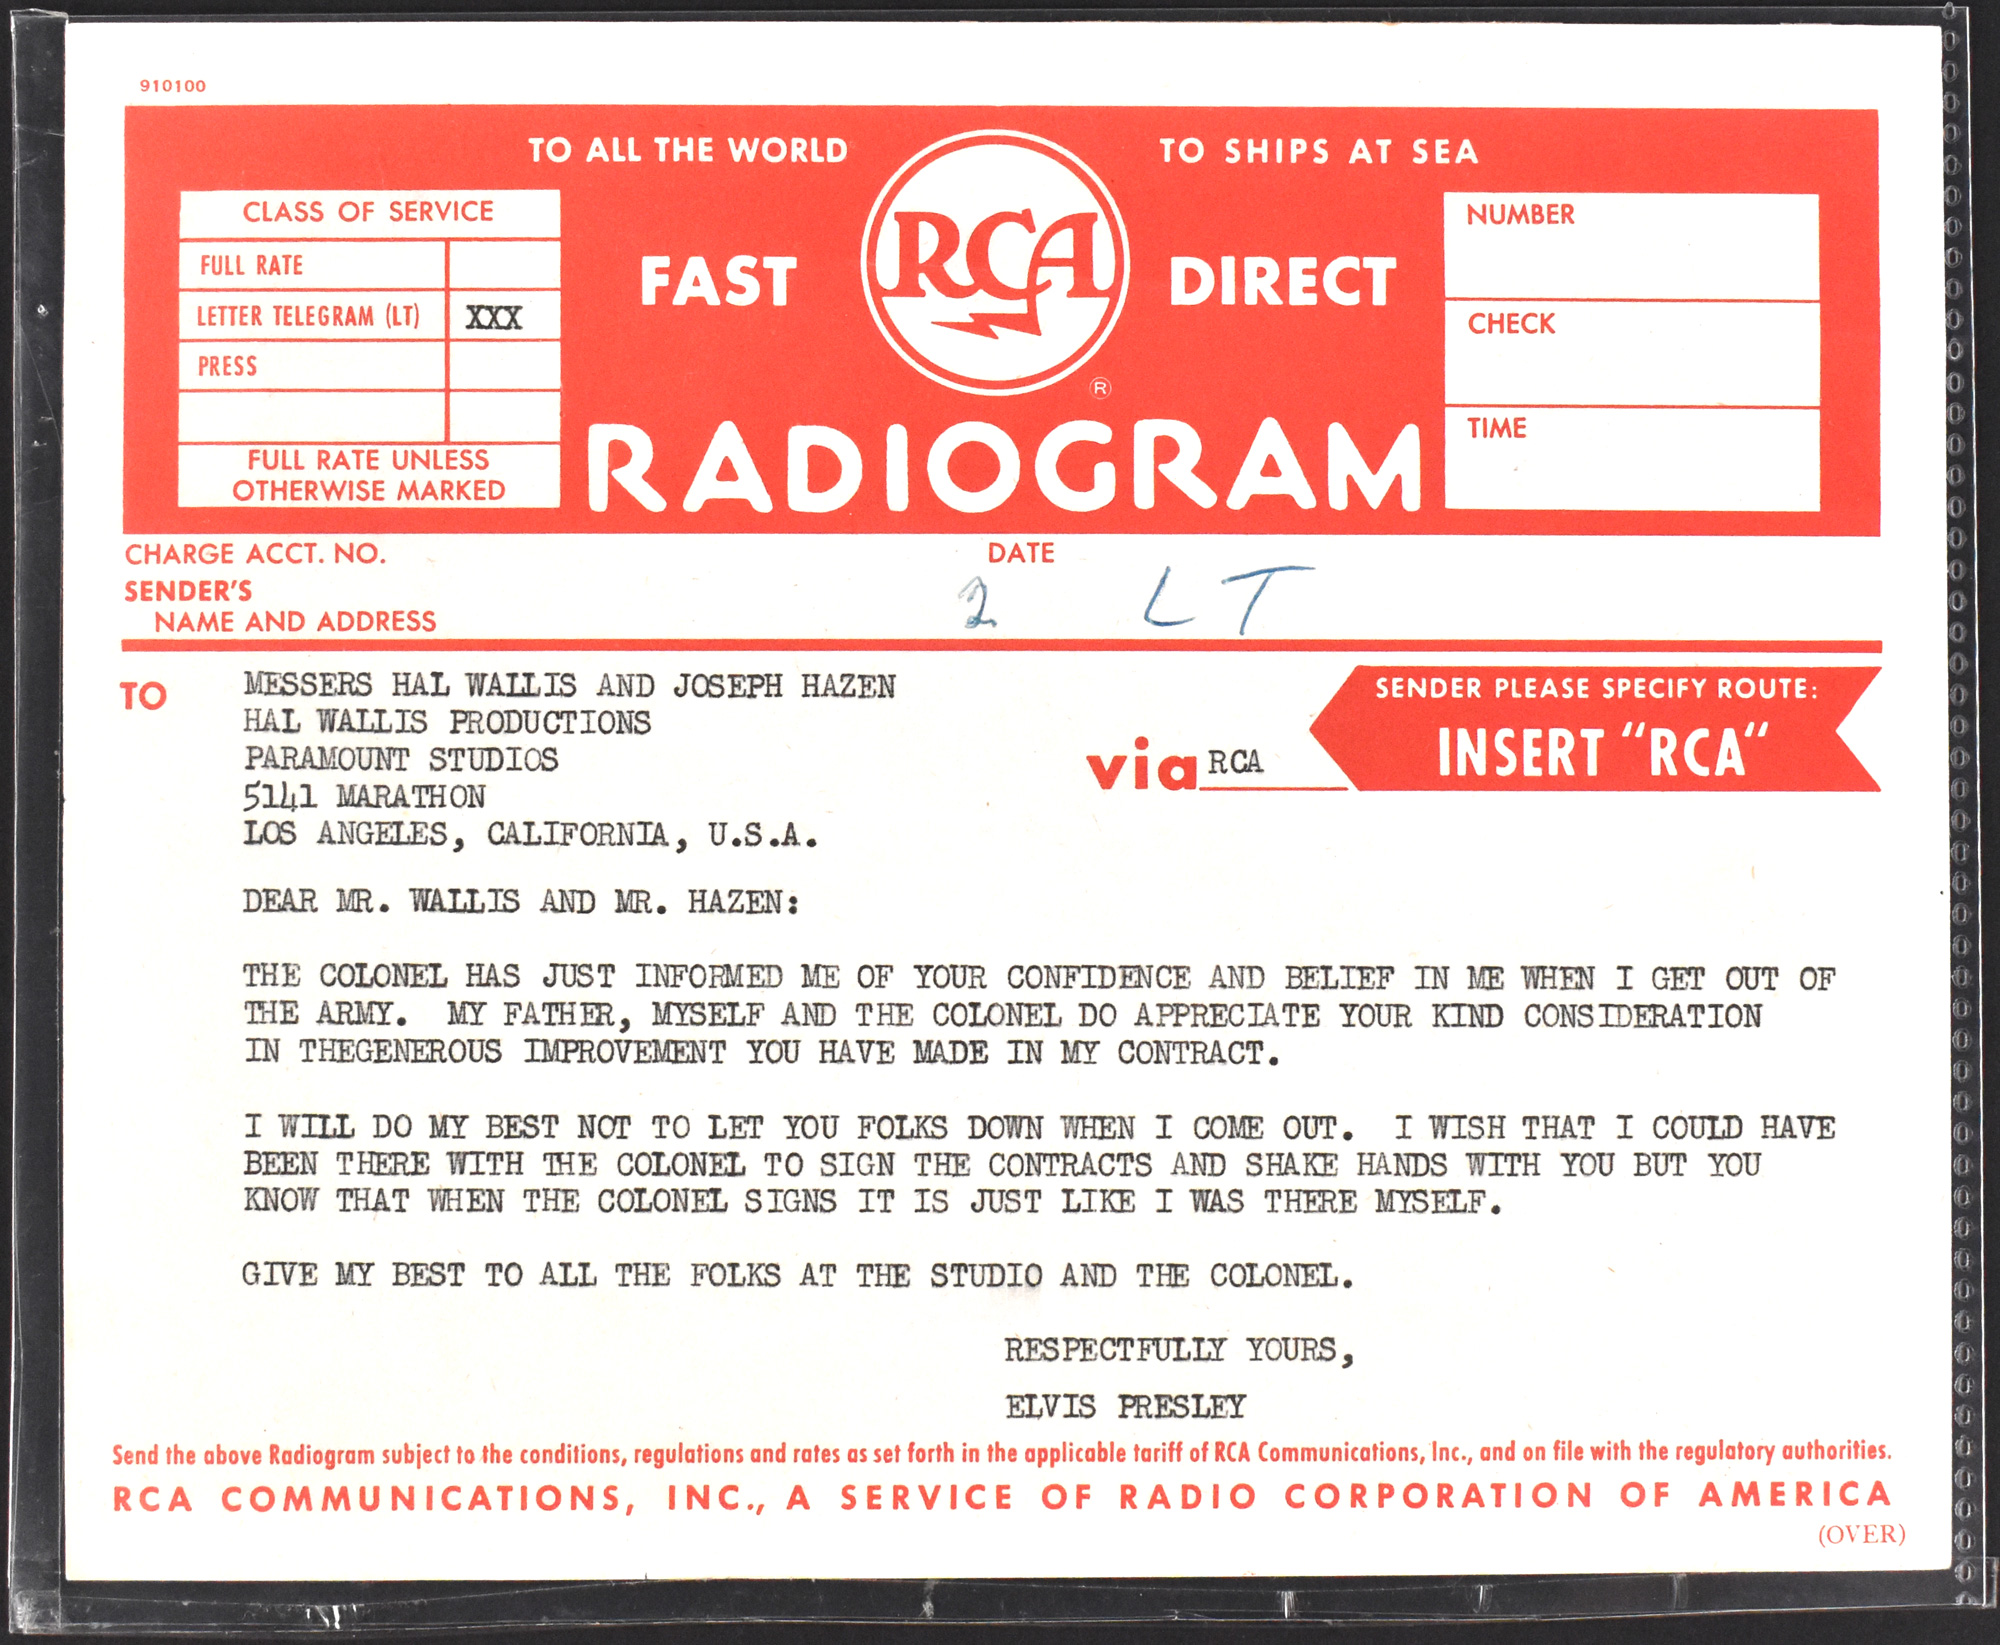 910100
TO ALL THE WORLD
TO SHIPS AT SEA
CLASS OF SERVICE
FULL RATE
LETTER TELEGRAM (LT) XXX
PRESS
FULL RATE UNLESS
OTHERWISE MARKED
FAST
RCA
®
DIRECT
RADIOGRAM
NUMBER
CHECK
TIME
CHARGE ACCT. NO.
DATE
SENDER'S
NAME AND ADDRESS
2 LT
TO
MESSERS HAL WALLIS AND JOSEPH HAZEN
HAL WALLIS PRODUCTIONS
PARAMOUNT STUDIOS
5141 MARATHON
LOS ANGELES, CALIFORNIA, U.S.A.
via RCA
SENDER PLEASE SPECIFY ROUTE:
INSERT "RCA"
DEAR MR. WALLIS AND MR. HAZEN:
THE COLONEL HAS JUST INFORMED ME OF YOUR CONFIDENCE AND BELIEF IN ME WHEN I GET OUT OF
THE ARMY. MY FATHER, MYSELF AND THE COLONEL DO APPRECIATE YOUR KIND CONSIDERATION
IN THEGENEROUS IMPROVEMENT YOU HAVE MADE IN MY CONTRACT.
I WILL DO MY BEST NOT TO LET YOU FOLKS DOWN WHEN I COME OUT. I WISH THAT I COULD HAVE
BEEN THERE WITH THE COLONEL TO SIGN THE CONTRACTS AND SHAKE HANDS WITH YOU BUT YOU
KNOW THAT WHEN THE COLONEL SIGNS IT IS JUST LIKE I WAS THERE MYSELF.
GIVE MY BEST TO ALL THE FOLKS AT THE STUDIO AND THE COLONEL.
RESPECTFULLY YOURS,
ELVIS PRESLEY
Send the above Radiogram subject to the conditions, regulations and rates as set forth in the applicable tariff of RCA Communications, Inc., and on file with the regulatory authorities.
RCA COMMUNICATIONS, INC., A SERVICE OF RADIO CORPORATION OF AMERICA
(OVER)